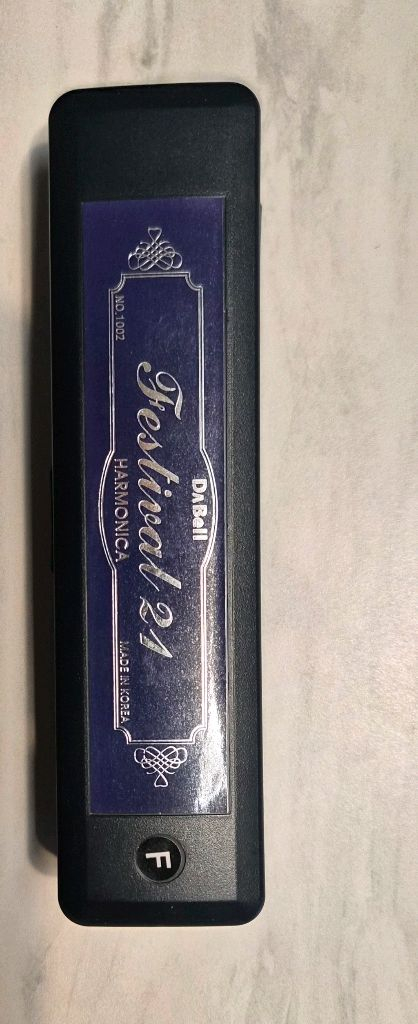 DABell
Festival 21
HARMONICA
NO.1002
MADE IN KOREA
F